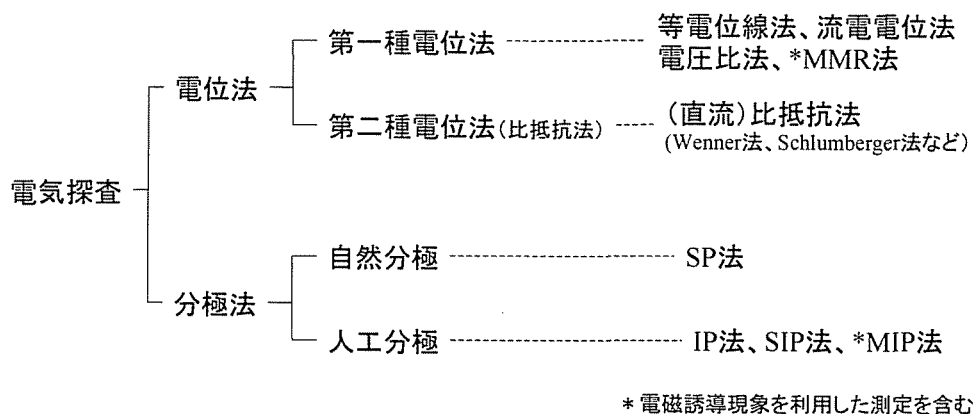 第一種電位法
等電位線法、流電電位法
電圧比法、*MMR法
電位法
第二種電位法(比抵抗法)
(直流)比抵抗法
(Wenner法、Schlumberger法など)
電気探査
自然分極
SP法
分極法
人工分極
IP法、SIP法、*MIP法
* 電磁誘導現象を利用した測定を含む